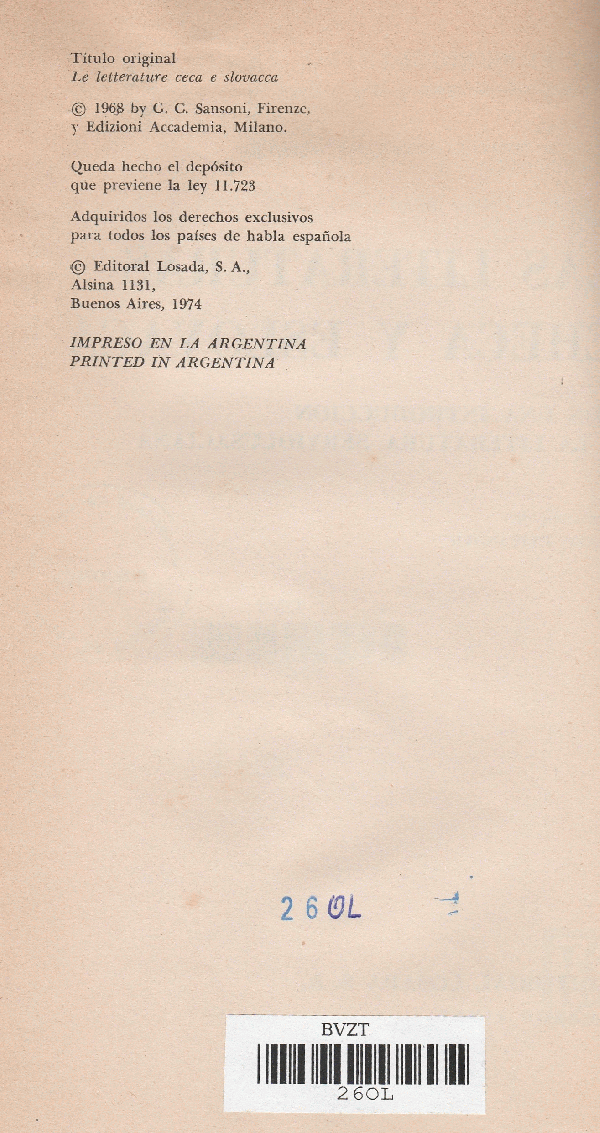 Título original
Le letterature ceca e slovacca
© 1968 by G. C. Sansoni, Firenze,
y Edizioni Accademia, Milano.
Queda hecho el depósito
que previene la ley 11.723
Adquiridos los derechos exclusivos
para todos los países de habla española
© Editorial Losada, S. A.,
Alsina 1131,
Buenos Aires, 1974
IMPRESO EN LA ARGENTINA
PRINTED IN ARGENTINA
26OL
BVZT
26OL